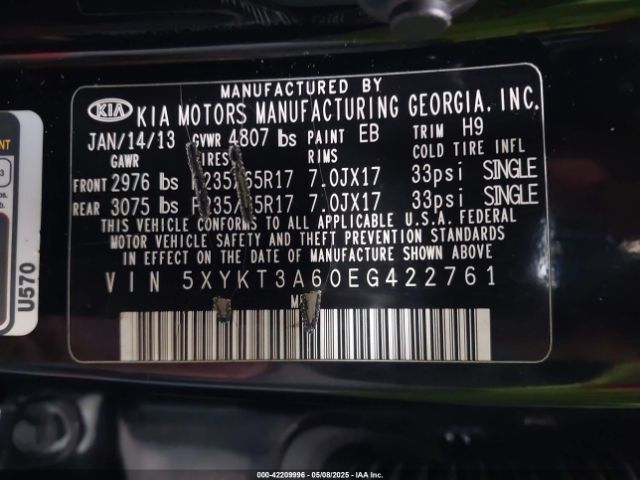 MANUFACTURED BY
KIA KIA MOTORS MANUFACTURING GEORGIA, INC.
JAN/14/13 GVWR 4807 lbs PAINT EB TRIM H9
GAWR RIMS COLD TIRE INFL
FRONT 2976 lbs 7.0JX17 33psi SINGLE
REAR 3075 lbs 7.0JX17 33psi SINGLE
THIS VEHICLE CONFORMS TO ALL APPLICABLE U.S.A. FEDERAL
MOTOR VEHICLE SAFETY AND THEFT PREVENTION STANDARDS
IN EFFECT ON THE DATE OF MANUFACTURE SHOWN ABOVE
VIN 5XYKT3A60EG422761
U570
000-42209996 - 05/08/2025 - IAA Inc.